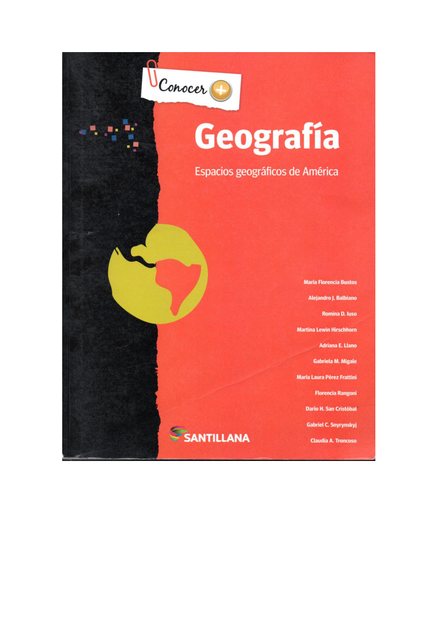 Conocer +
Geografía
Espacios geográficos de América
María Florencia Bustos
Alejandro J. Balbiano
Romina D. Iuso
Martina Lewin Hirschhorn
Adriana E. Llano
Gabriela M. Migale
María Laura Pérez Frattini
Florencia Rangoni
Darío H. San Cristóbal
Gabriel C. Snyrynskyj
Claudia A. Troncoso
SANTILLANA